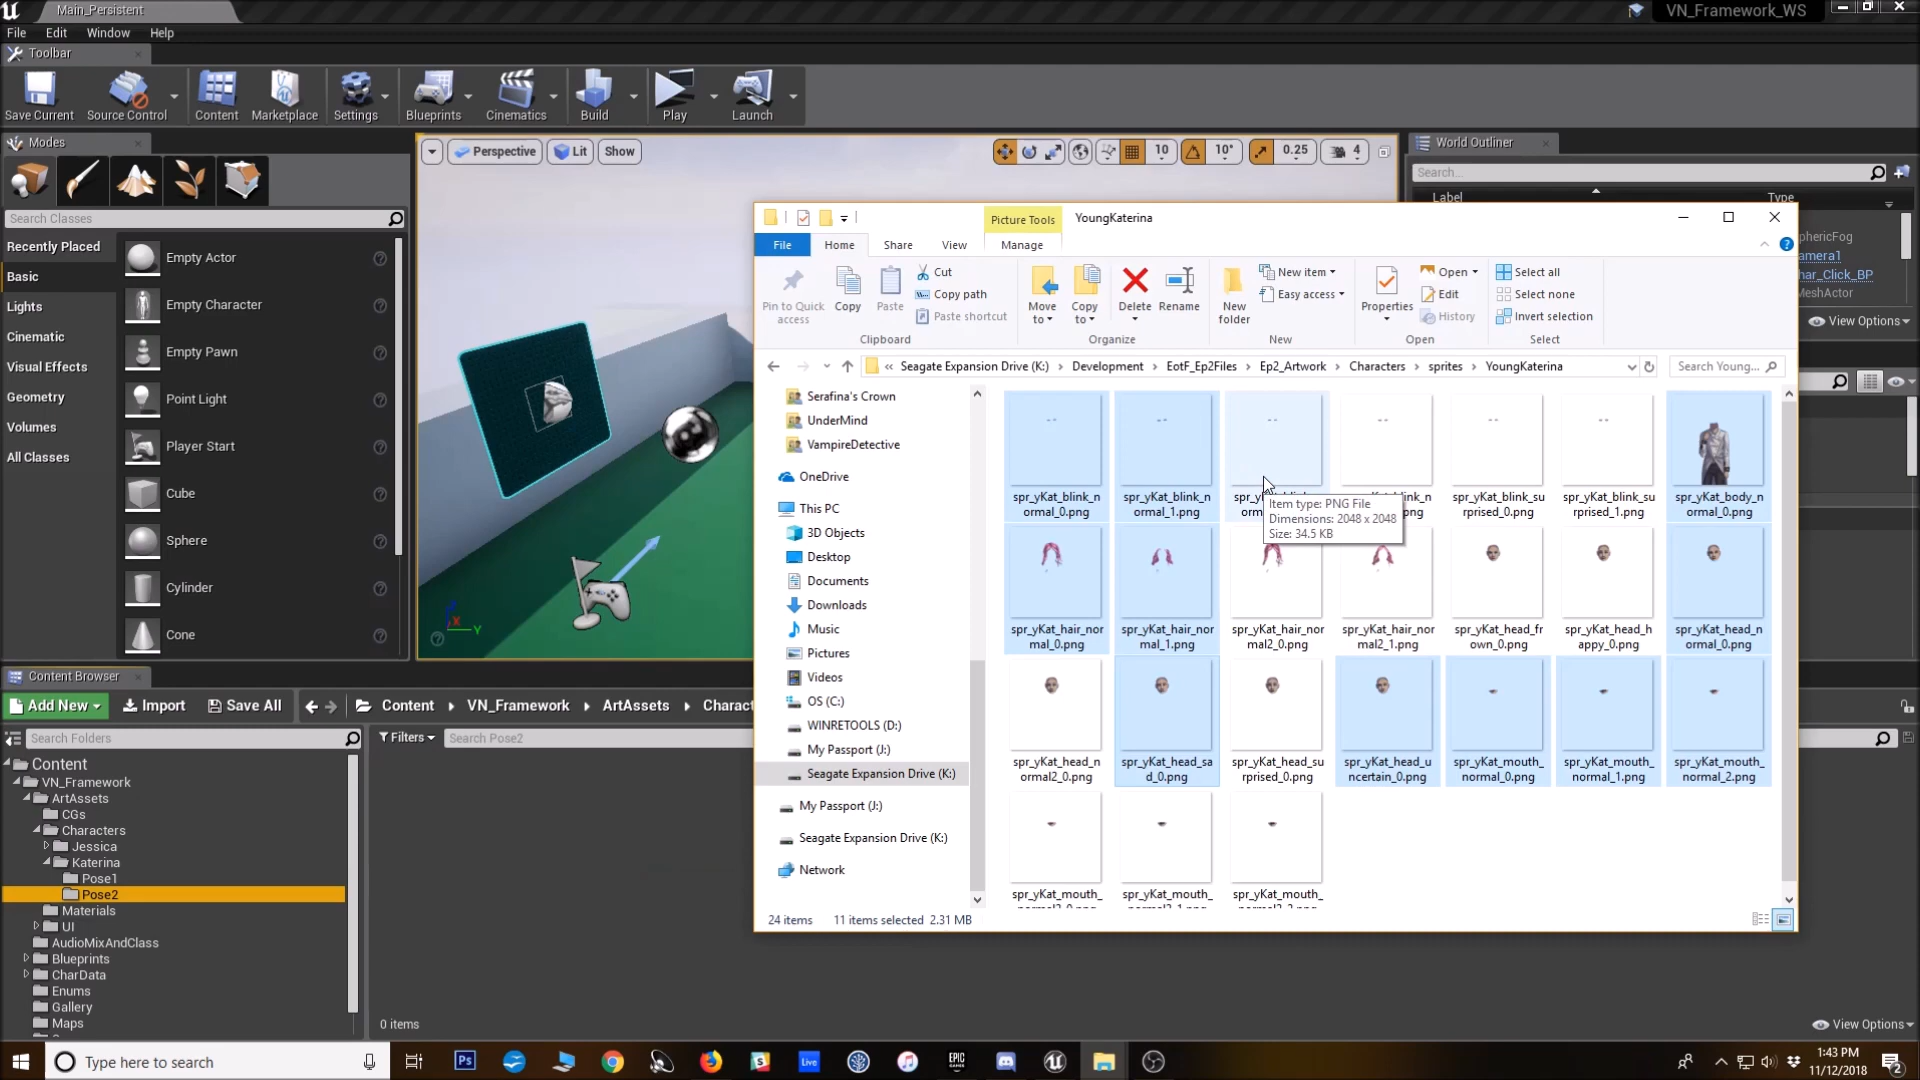 Main_Persistent
VN_Framework_WS
File Edit Window Help
Toolbar
Save Current Source Control Content Marketplace Settings Blueprints Cinematics Build Play Launch
Modes
Search Classes
Recently Placed
Basic
Lights
Cinematic
Visual Effects
Geometry
Volumes
All Classes
Empty Actor
Empty Character
Empty Pawn
Point Light
Player Start
Cube
Sphere
Cylinder
Cone
Perspective Lit Show
10 10° 0.25 4
X Y
World Outliner
Search...
Label Type
phericFog
amera1
har_Click_BP
MeshActor
View Options
Picture Tools YoungKaterina
File Home Share View Manage
Pin to Quick access
Copy
Paste
Cut
Copy path
Paste shortcut
Clipboard
Move to
Copy to
Delete
Rename
Organize
New folder
New item
Easy access
New
Properties
Open
Edit
History
Open
Select all
Select none
Invert selection
Select
« Seagate Expansion Drive (K:) › Development › EotF_Ep2Files › Ep2_Artwork › Characters › sprites › YoungKaterina
Search Young...
Serafina's Crown
UnderMind
VampireDetective
OneDrive
This PC
3D Objects
Desktop
Documents
Downloads
Music
Pictures
Videos
OS (C:)
WINRETOOLS (D:)
My Passport (J:)
Seagate Expansion Drive (K:)
My Passport (J:)
Seagate Expansion Drive (K:)
Network
spr_yKat_blink_normal_0.png
spr_yKat_blink_normal_1.png
spr_y
orm
ink_n
png
spr_yKat_blink_surprised_0.png
spr_yKat_blink_surprised_1.png
spr_yKat_body_normal_0.png
Item type: PNG File
Dimensions: 2048 x 2048
Size: 34.5 KB
spr_yKat_hair_normal_0.png
spr_yKat_hair_normal_1.png
spr_yKat_hair_normal2_0.png
spr_yKat_hair_normal2_1.png
spr_yKat_head_frown_0.png
spr_yKat_head_happy_0.png
spr_yKat_head_normal_0.png
spr_yKat_head_normal2_0.png
spr_yKat_head_sad_0.png
spr_yKat_head_surprised_0.png
spr_yKat_head_uncertain_0.png
spr_yKat_mouth_normal_0.png
spr_yKat_mouth_normal_1.png
spr_yKat_mouth_normal_2.png
spr_yKat_mouth_
spr_yKat_mouth_
spr_yKat_mouth_
24 items 11 items selected 2.31 MB
Content Browser
Add New Import Save All Content VN_Framework ArtAssets Charac
Search Folders
Filters
Search Pose2
Content
VN_Framework
ArtAssets
CGs
Characters
Jessica
Katerina
Pose1
Pose2
Materials
UI
AudioMixAndClass
Blueprints
CharData
Enums
Gallery
Maps
0 items
View Options
Type here to search
Ps
Live
EPIC GAMES
1:43 PM
11/12/2018
2